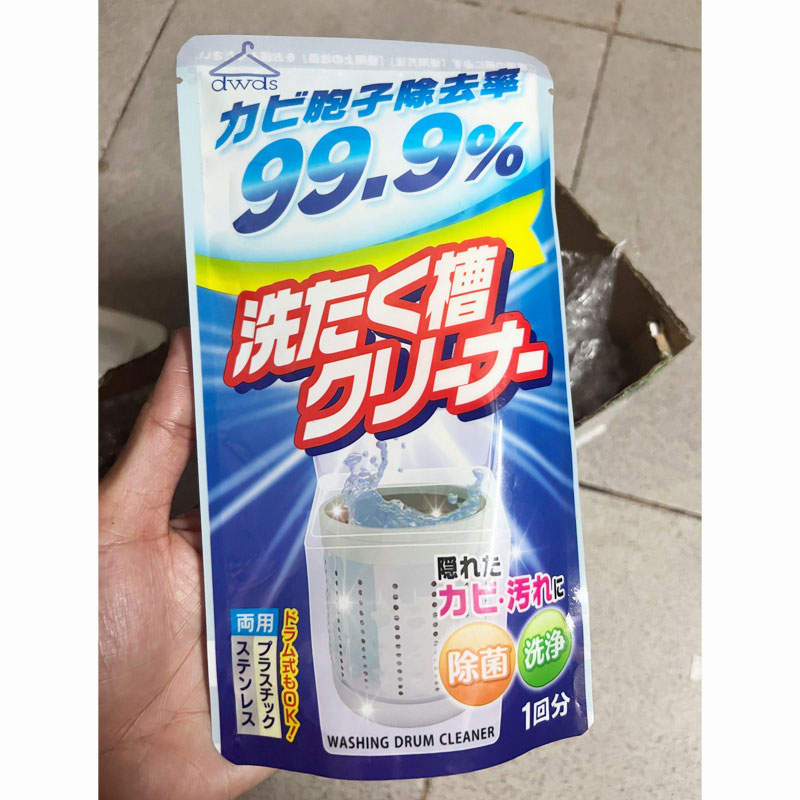 dwds
カビ胞子除去率
99.9%
洗たく槽
クリーナー
隠れた
カビ・汚れに
除菌
洗浄
ドラム式もOK!
両用
プラスチック
ステンレス
1回分
WASHING DRUM CLEANER